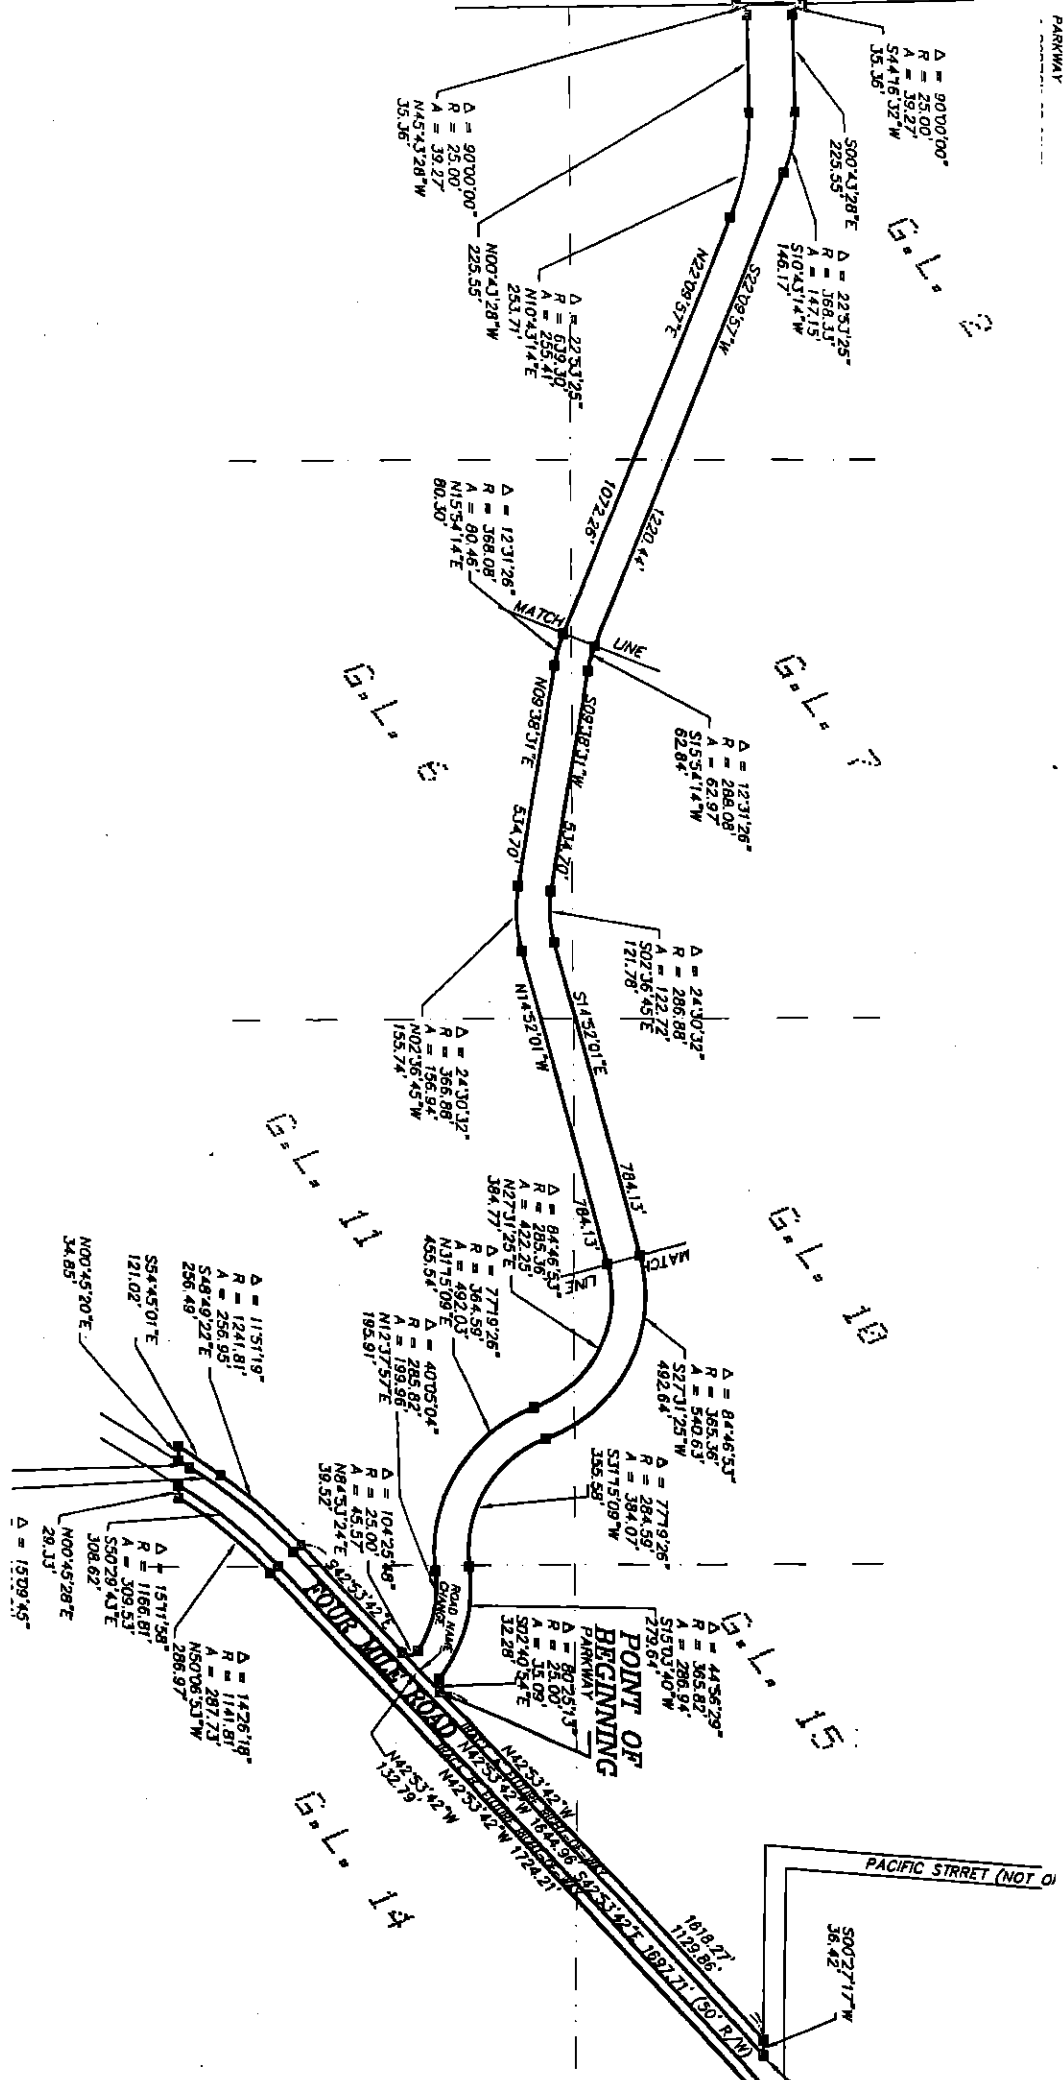 PARKWAY
Δ = 90°00'00"
R = 25.00'
A = 39.27'
S44°16'32"W
35.36'
S00°43'28"E
225.55'
Δ = 22°53'25"
R = 368.33'
A = 147.15'
S10°43'14"W
146.17'
G.L. 2
Δ = 90°00'00"
R = 25.00'
A = 39.27'
N45°43'28"W
35.36'
N00°43'28"W
225.55'
Δ = 22°53'25"
R = 639.30'
A = 255.41'
N10°43'14"E
253.71'
N22°09'57"E
S22°09'57"W
1072.26'
1220.44'
Δ = 12°31'26"
R = 368.08'
A = 80.46'
N15°54'14"E
80.30'
MATCH
LINE
G.L. 6
G.L. 7
Δ = 12°31'26"
R = 288.08'
A = 62.97'
S15°54'14"W
62.84'
N09°38'31"E
S09°38'31"W
534.70'
534.70'
Δ = 24°30'32"
R = 286.88'
A = 122.72'
S02°36'45"E
121.78'
Δ = 24°30'32"
R = 366.88'
A = 156.94'
N02°36'45"W
155.74'
N14°52'01"W
S14°52'01"E
784.13'
784.13'
MATCH
LINE
G.L. 11
G.L. 10
Δ = 84°46'53"
R = 285.36'
A = 422.25'
N27°31'25"E
384.77'
Δ = 77°19'26"
R = 364.59'
A = 492.03'
N31°15'09"E
455.54'
Δ = 40°05'04"
R = 285.82'
A = 199.96'
N12°37'57"E
195.91'
Δ = 104°25'48"
R = 25.00'
A = 45.57'
N84°53'24"E
39.52'
Δ = 84°46'53"
R = 365.36'
A = 540.63'
S27°31'25"W
492.64'
Δ = 77°19'26"
R = 284.59'
A = 384.07'
S31°15'09"W
355.58'
Δ = 44°56'29"
R = 365.82'
A = 286.94'
S15°03'40"W
279.64'
G.L. 15
Δ = 11°51'19"
R = 1241.81'
A = 256.95'
S48°49'22"E
256.49'
S54°45'01"E
121.02'
N00°45'20"E
34.85'
S42°53'42"E
ROAD NAME
CHANGE
FOUR MILE ROAD
POINT OF
BEGINNING
PARKWAY
Δ = 80°25'13"
R = 25.00'
A = 35.09'
S02°40'54"E
32.28'
Δ = 15°09'45"
N00°45'28"E
29.33'
Δ = 15°11'58"
R = 1166.81'
A = 309.53'
S50°29'43"E
308.62'
Δ = 14°26'18"
R = 1141.81'
A = 287.73'
N50°06'53"W
286.97'
N42°53'42"W
132.79'
G.L. 14
N42°53'42"W
N42°53'42"W 1644.96'
N42°53'42"W 1724.21'
S42°53'42"E 1697.71' (50' R/W)
1618.27'
1129.86'
PACIFIC STRRET (NOT O
S00°27'17"W
36.42'